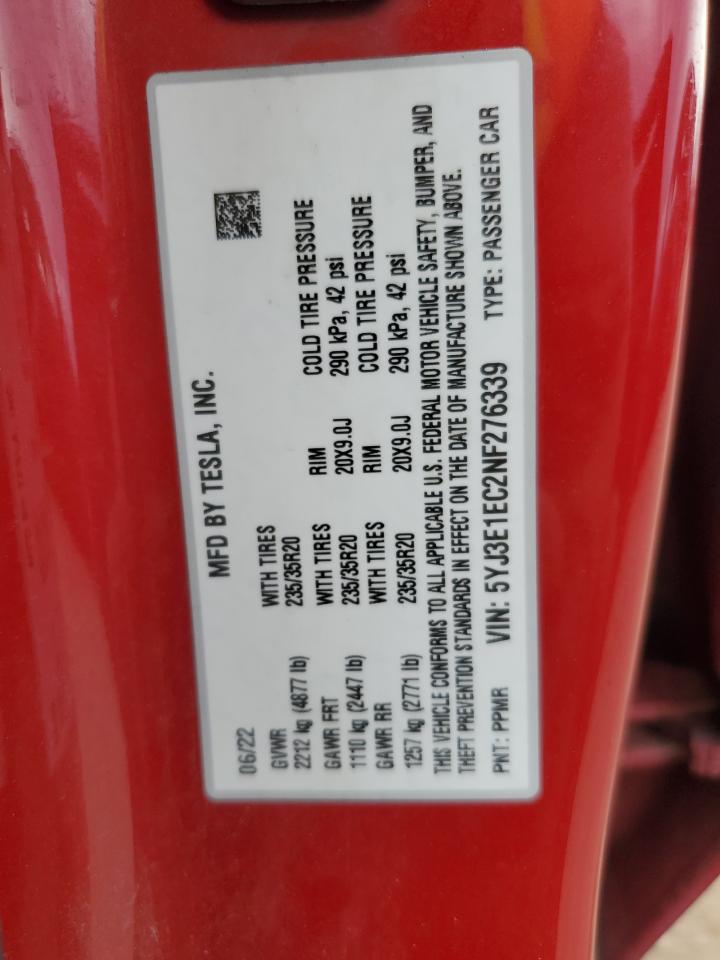 MFD BY TESLA, INC.
06/22
GVWR WITH TIRES RIM COLD TIRE PRESSURE
2212 kg (4877 lb) 235/35R20
GAWR FRT WITH TIRES RIM COLD TIRE PRESSURE
1110 kg (2447 lb) 235/35R20 20X9.0J 290 kPa, 42 psi
GAWR RR WITH TIRES RIM COLD TIRE PRESSURE
1257 kg (2771 lb) 235/35R20 20X9.0J 290 kPa, 42 psi
THIS VEHICLE CONFORMS TO ALL APPLICABLE U.S. FEDERAL MOTOR VEHICLE SAFETY, BUMPER, AND
THEFT PREVENTION STANDARDS IN EFFECT ON THE DATE OF MANUFACTURE SHOWN ABOVE.
PNT: PPMR VIN: 5YJ3E1EC2NF276339 TYPE: PASSENGER CAR